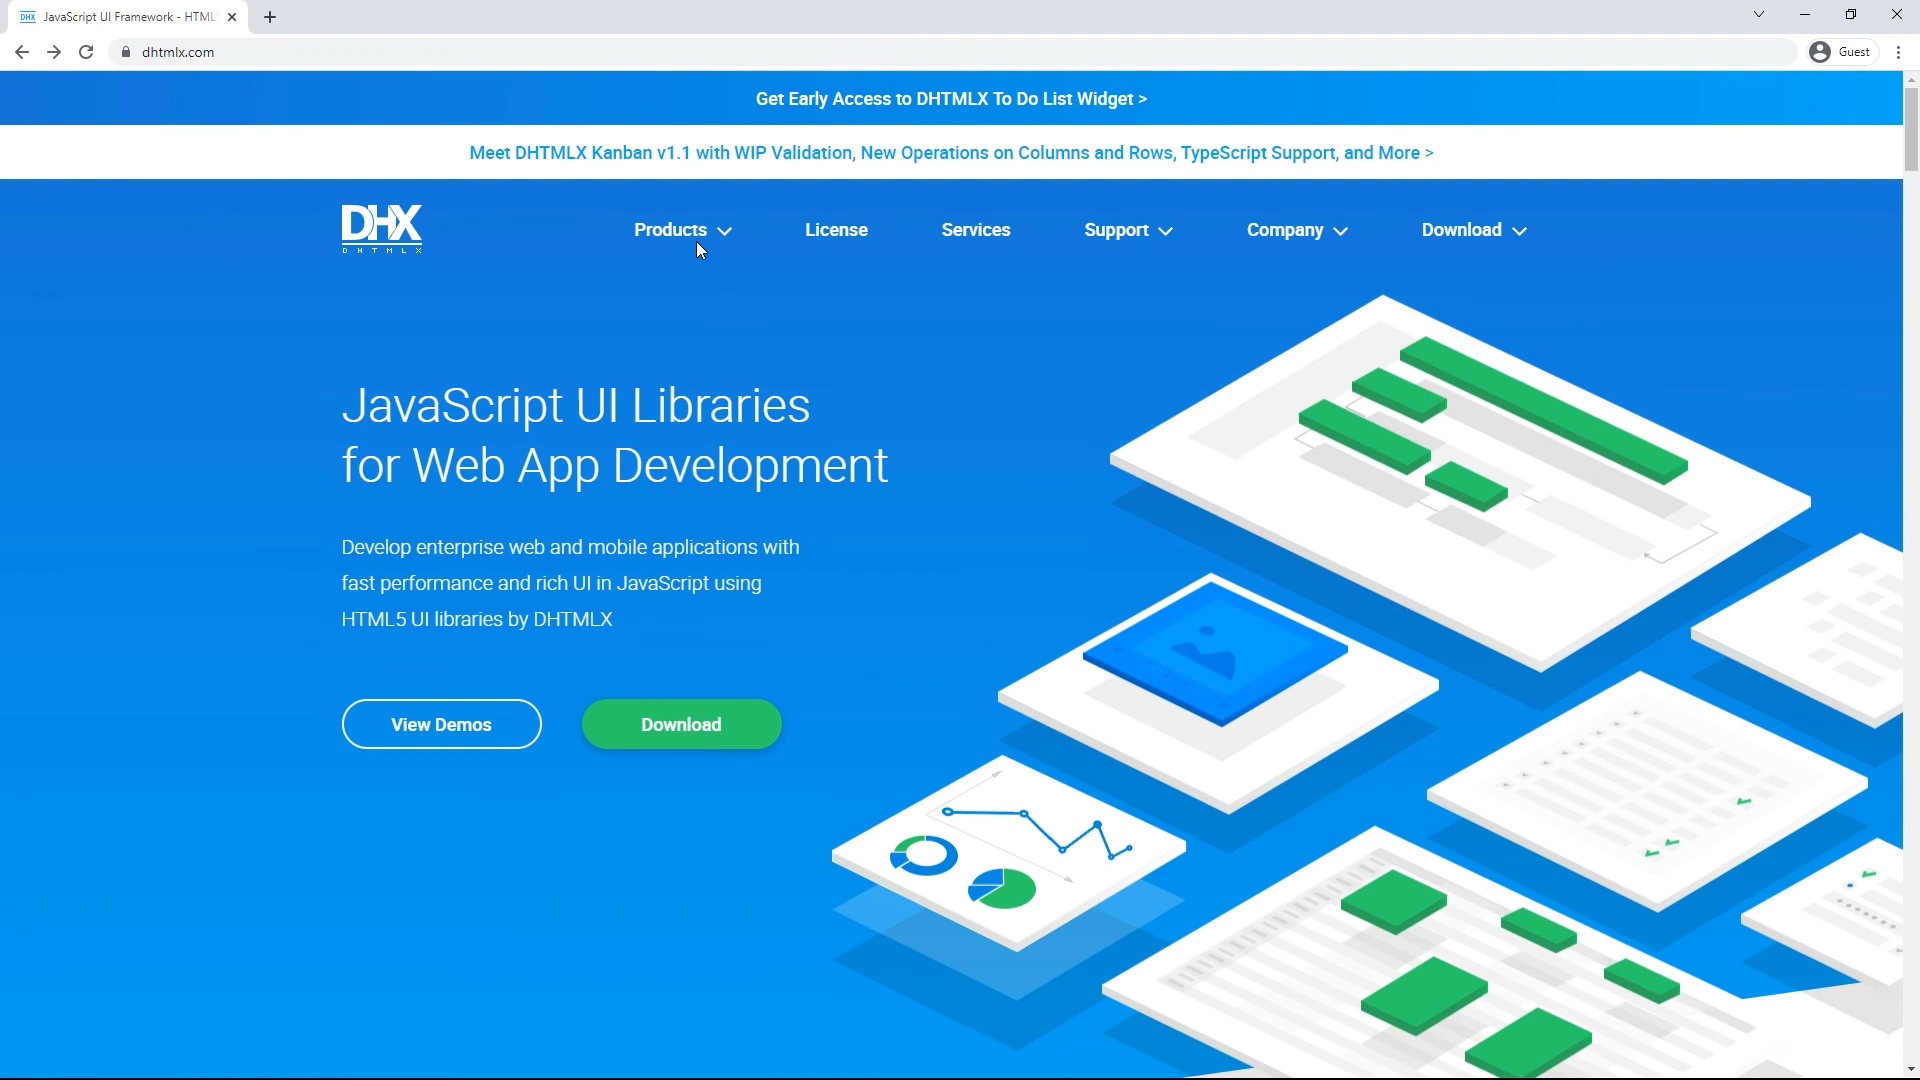 DHX JavaScript UI Framework - HTML
dhtmlx.com
Guest
Get Early Access to DHTMLX To Do List Widget >
Meet DHTMLX Kanban v1.1 with WIP Validation, New Operations on Columns and Rows, TypeScript Support, and More >
DHX
DHTMLX
Products License Services Support Company Download
JavaScript UI Libraries
for Web App Development
Develop enterprise web and mobile applications with
fast performance and rich UI in JavaScript using
HTML5 UI libraries by DHTMLX
View Demos Download